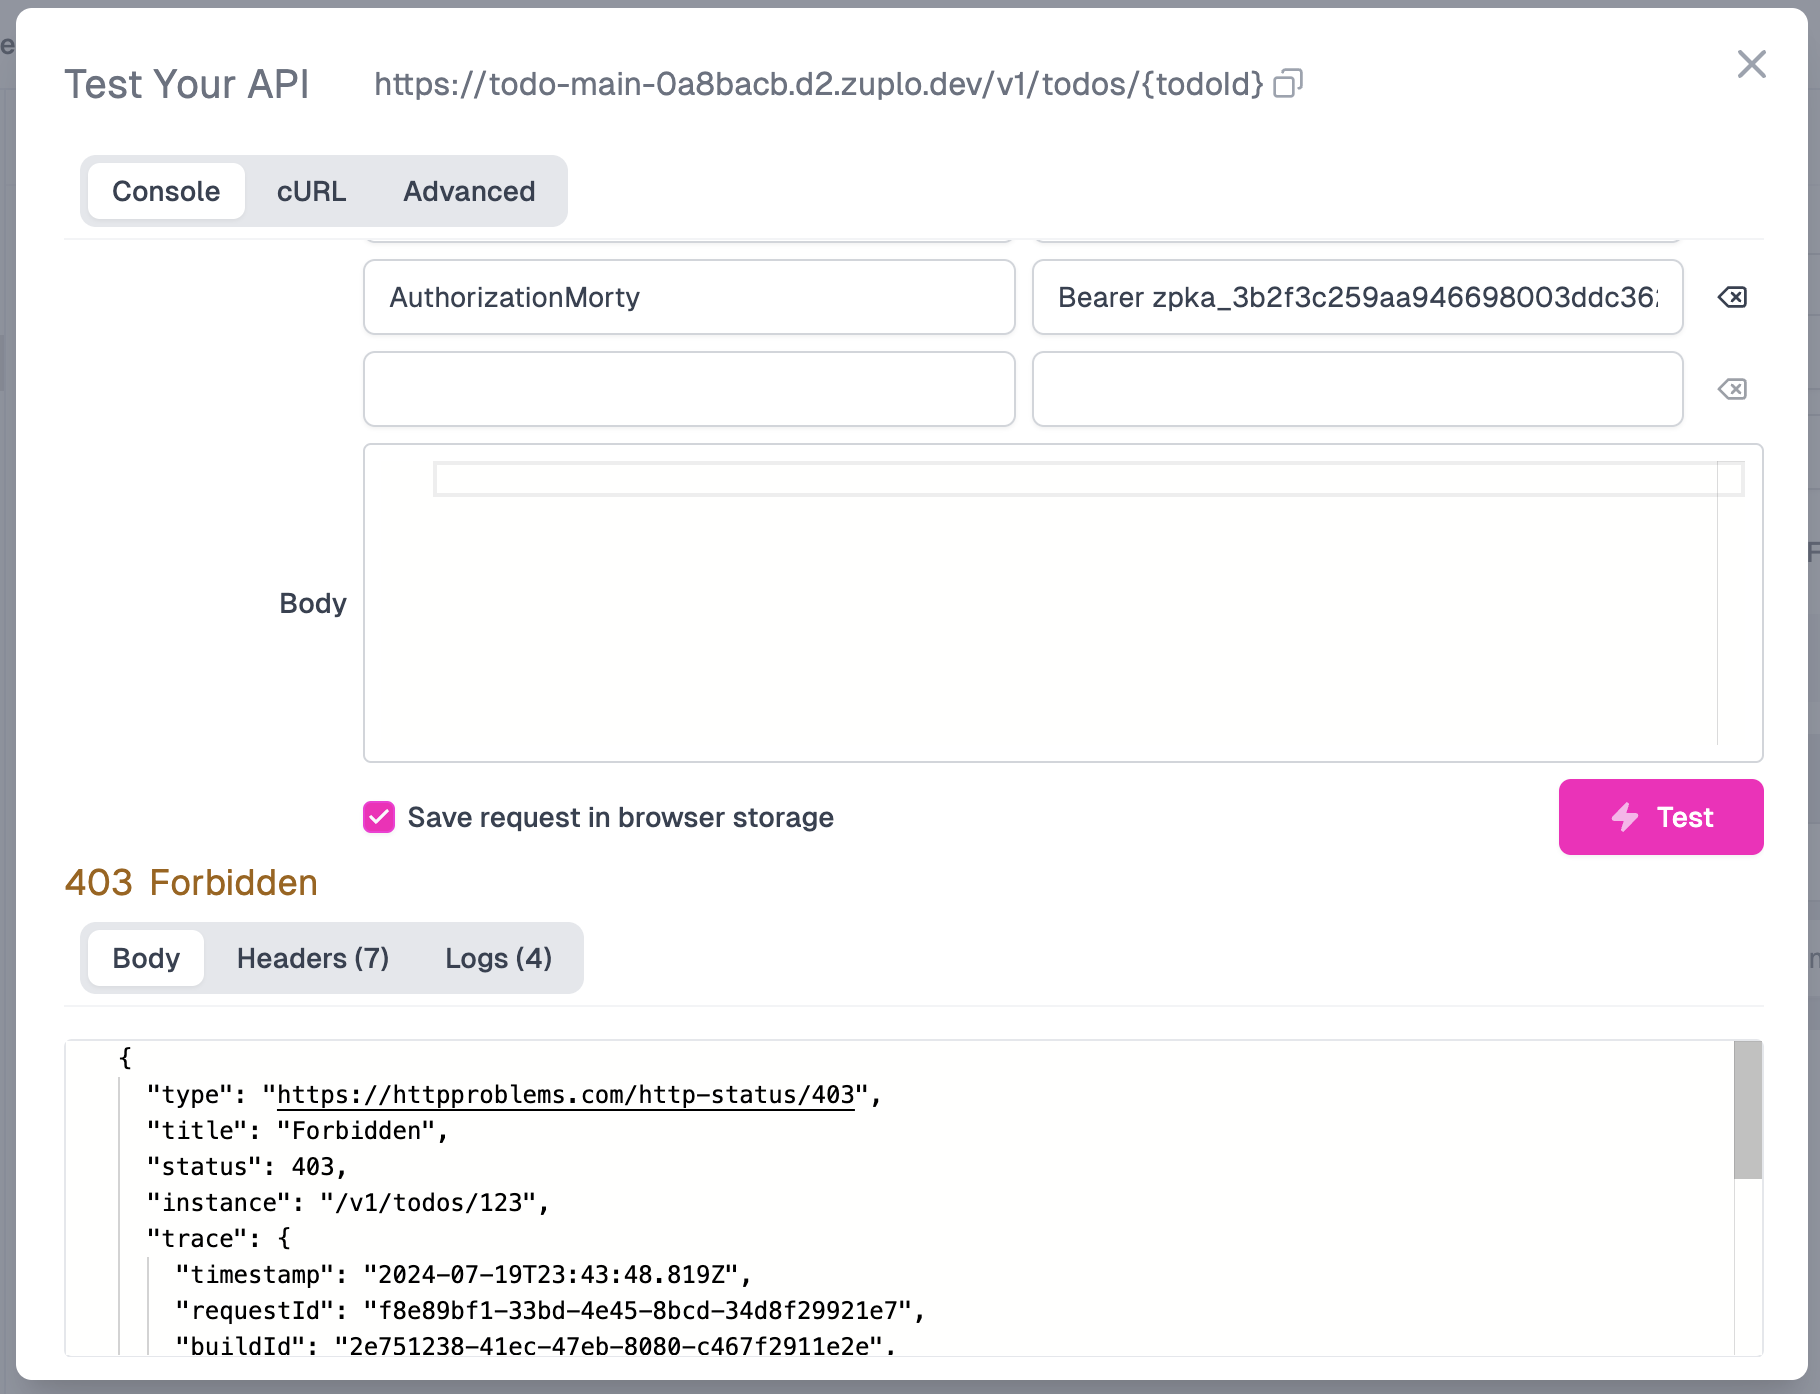 Test Your API https://todo-main-0a8bacb.d2.zuplo.dev/v1/todos/{todoId}
Console cURL Advanced
AuthorizationMorty Bearer zpka_3b2f3c259aa946698003ddc362
Body
Save request in browser storage Test
403 Forbidden
Body Headers (7) Logs (4)
{
"type": "https://httpproblems.com/http-status/403",
"title": "Forbidden",
"status": 403,
"instance": "/v1/todos/123",
"trace": {
"timestamp": "2024-07-19T23:43:48.819Z",
"requestId": "f8e89bf1-33bd-4e45-8bcd-34d8f29921e7",
"buildId": "2e751238-41ec-47eb-8080-c467f2911e2e",